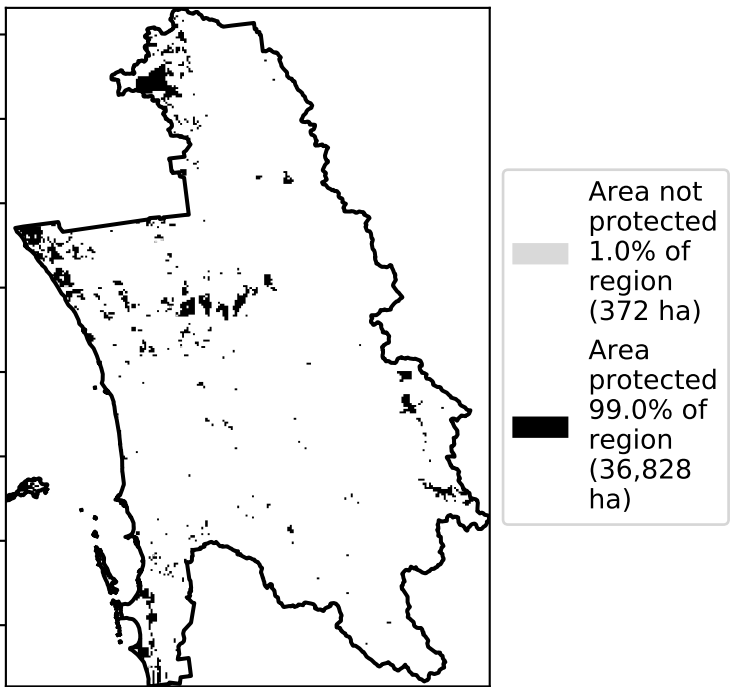 Area not
protected
1.0% of
region
(372 ha)
Area
protected
99.0% of
region
(36,828
ha)